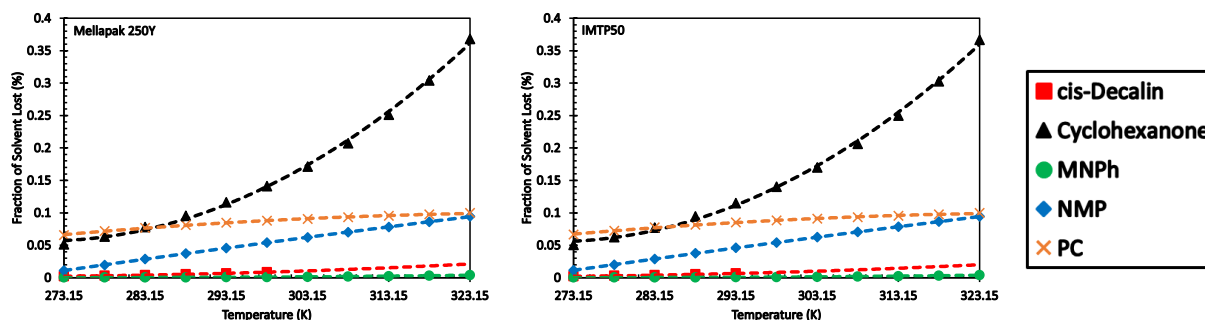 Mellapak 250Y
Fraction of Solvent Lost (%)
0.4
0.35
0.3
0.25
0.2
0.15
0.1
0.05
0
273.15
283.15
293.15
303.15
313.15
323.15
Temperature (K)
IMTP50
Fraction of Solvent Lost (%)
0.4
0.35
0.3
0.25
0.2
0.15
0.1
0.05
0
273.15
283.15
293.15
303.15
313.15
323.15
Temperature (K)
cis-Decalin
Cyclohexanone
MNPh
NMP
PC